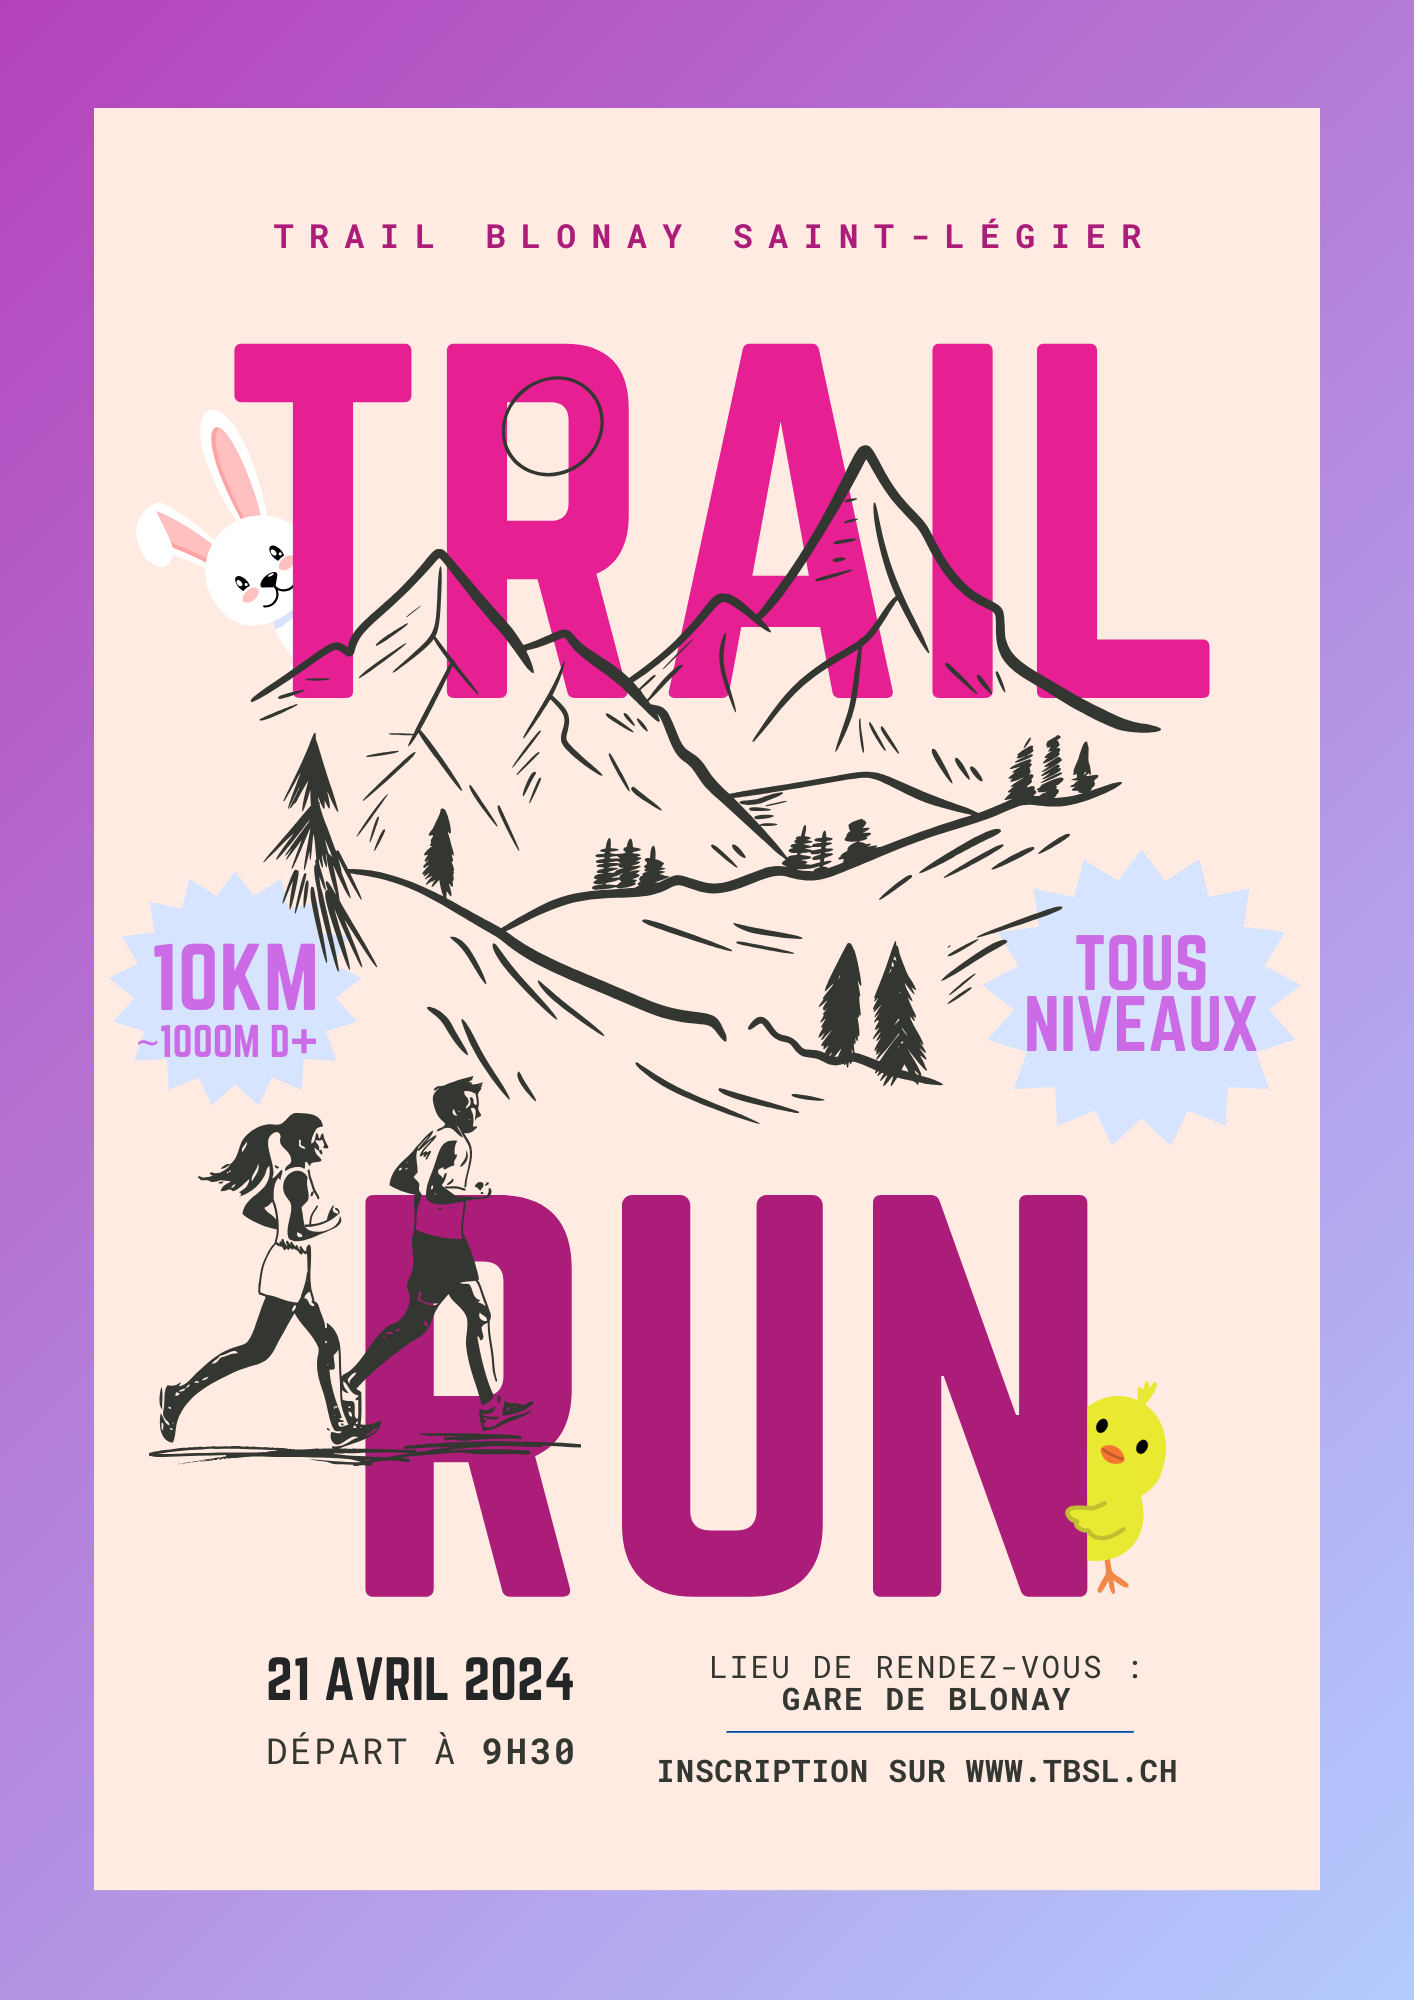 TRAIL BLONAY SAINT-LÉGIER
TRAIL
10KM
~1000M D+
TOUS
NIVEAUX
RUN
21 AVRIL 2024
DÉPART À 9H30
LIEU DE RENDEZ-VOUS :
GARE DE BLONAY
INSCRIPTION SUR WWW.TBSL.CH